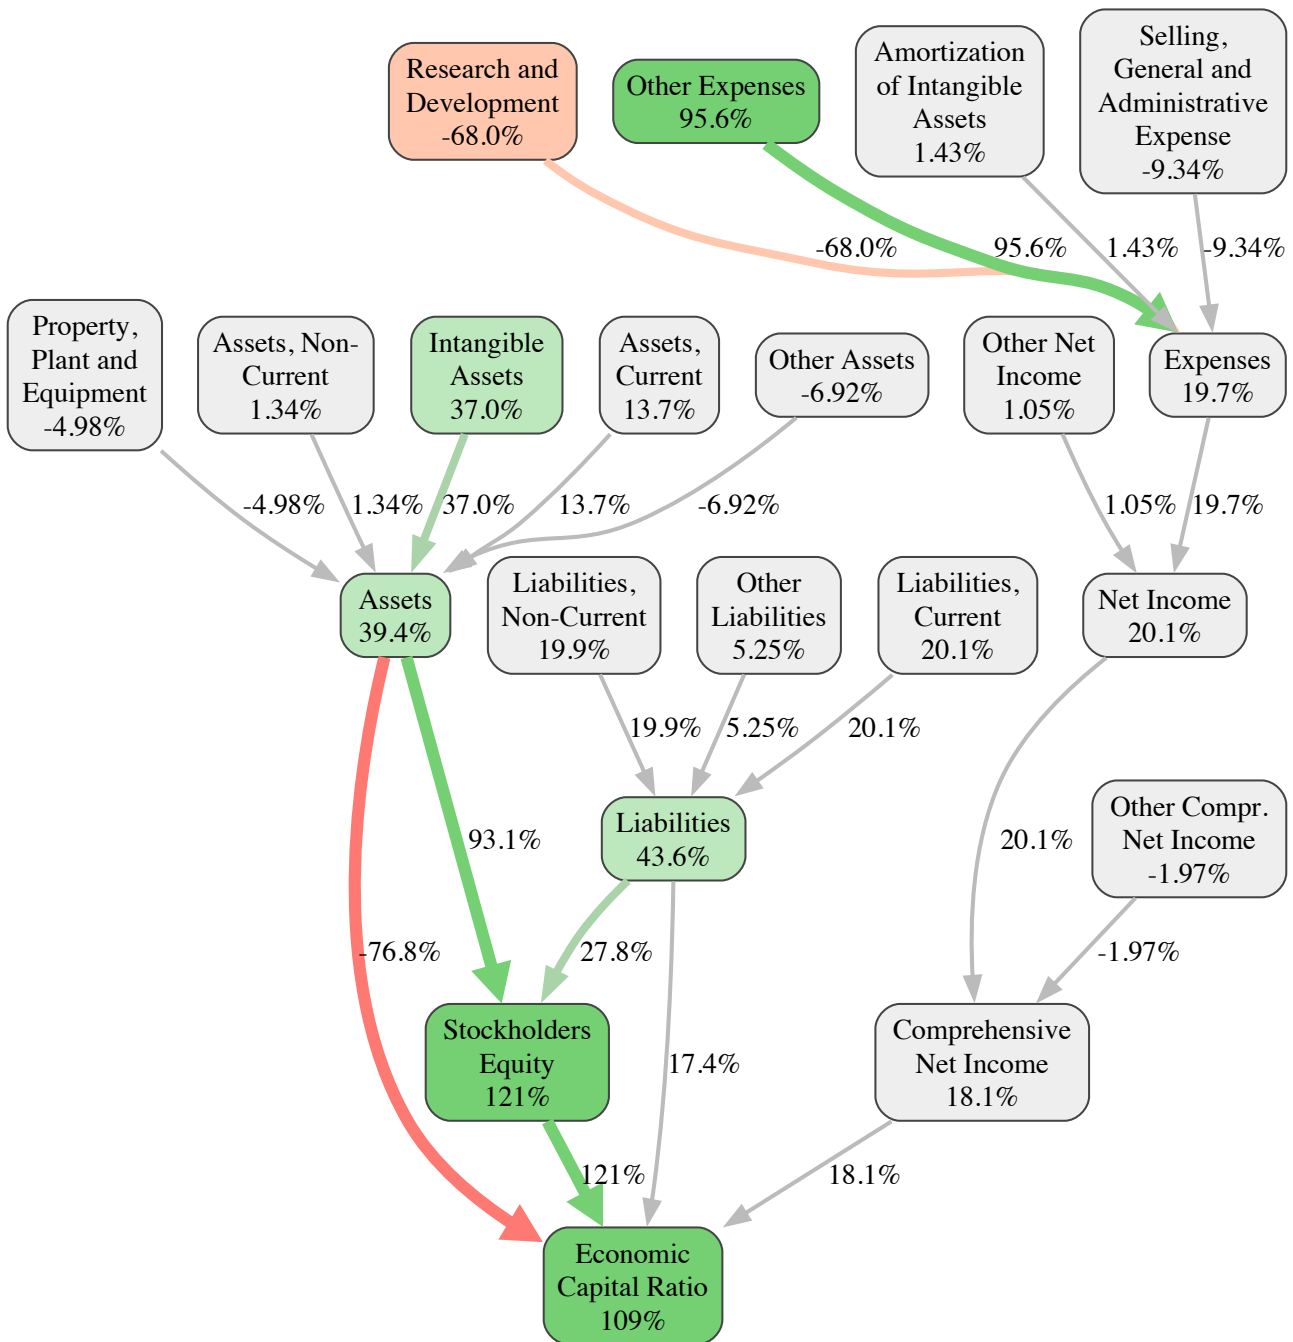 Research and
Development
-68.0%
Other Expenses
95.6%
Amortization
of Intangible
Assets
1.43%
Selling,
General and
Administrative
Expense
-9.34%
-68.0%
95.6%
1.43%
-9.34%
Property,
Plant and
Equipment
-4.98%
Assets, Non-
Current
1.34%
Intangible
Assets
37.0%
Assets,
Current
13.7%
Other Assets
-6.92%
Other Net
Income
1.05%
Expenses
19.7%
-4.98%
1.34%
37.0%
13.7%
-6.92%
1.05%
19.7%
Assets
39.4%
Liabilities,
Non-Current
19.9%
Other
Liabilities
5.25%
Liabilities,
Current
20.1%
Net Income
20.1%
19.9%
5.25%
20.1%
93.1%
Liabilities
43.6%
20.1%
Other Compr.
Net Income
-1.97%
-76.8%
27.8%
-1.97%
Stockholders
Equity
121%
17.4%
Comprehensive
Net Income
18.1%
121%
18.1%
Economic
Capital Ratio
109%